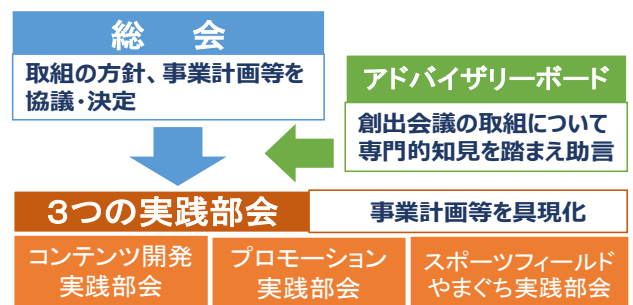 総　会
取組の方針、事業計画等を
協議・決定
アドバイザリーボード
創出会議の取組について
専門的知見を踏まえ助言
３つの実践部会
事業計画等を具現化
コンテンツ開発
実践部会
プロモーション
実践部会
スポーツフィールド
やまぐち実践部会